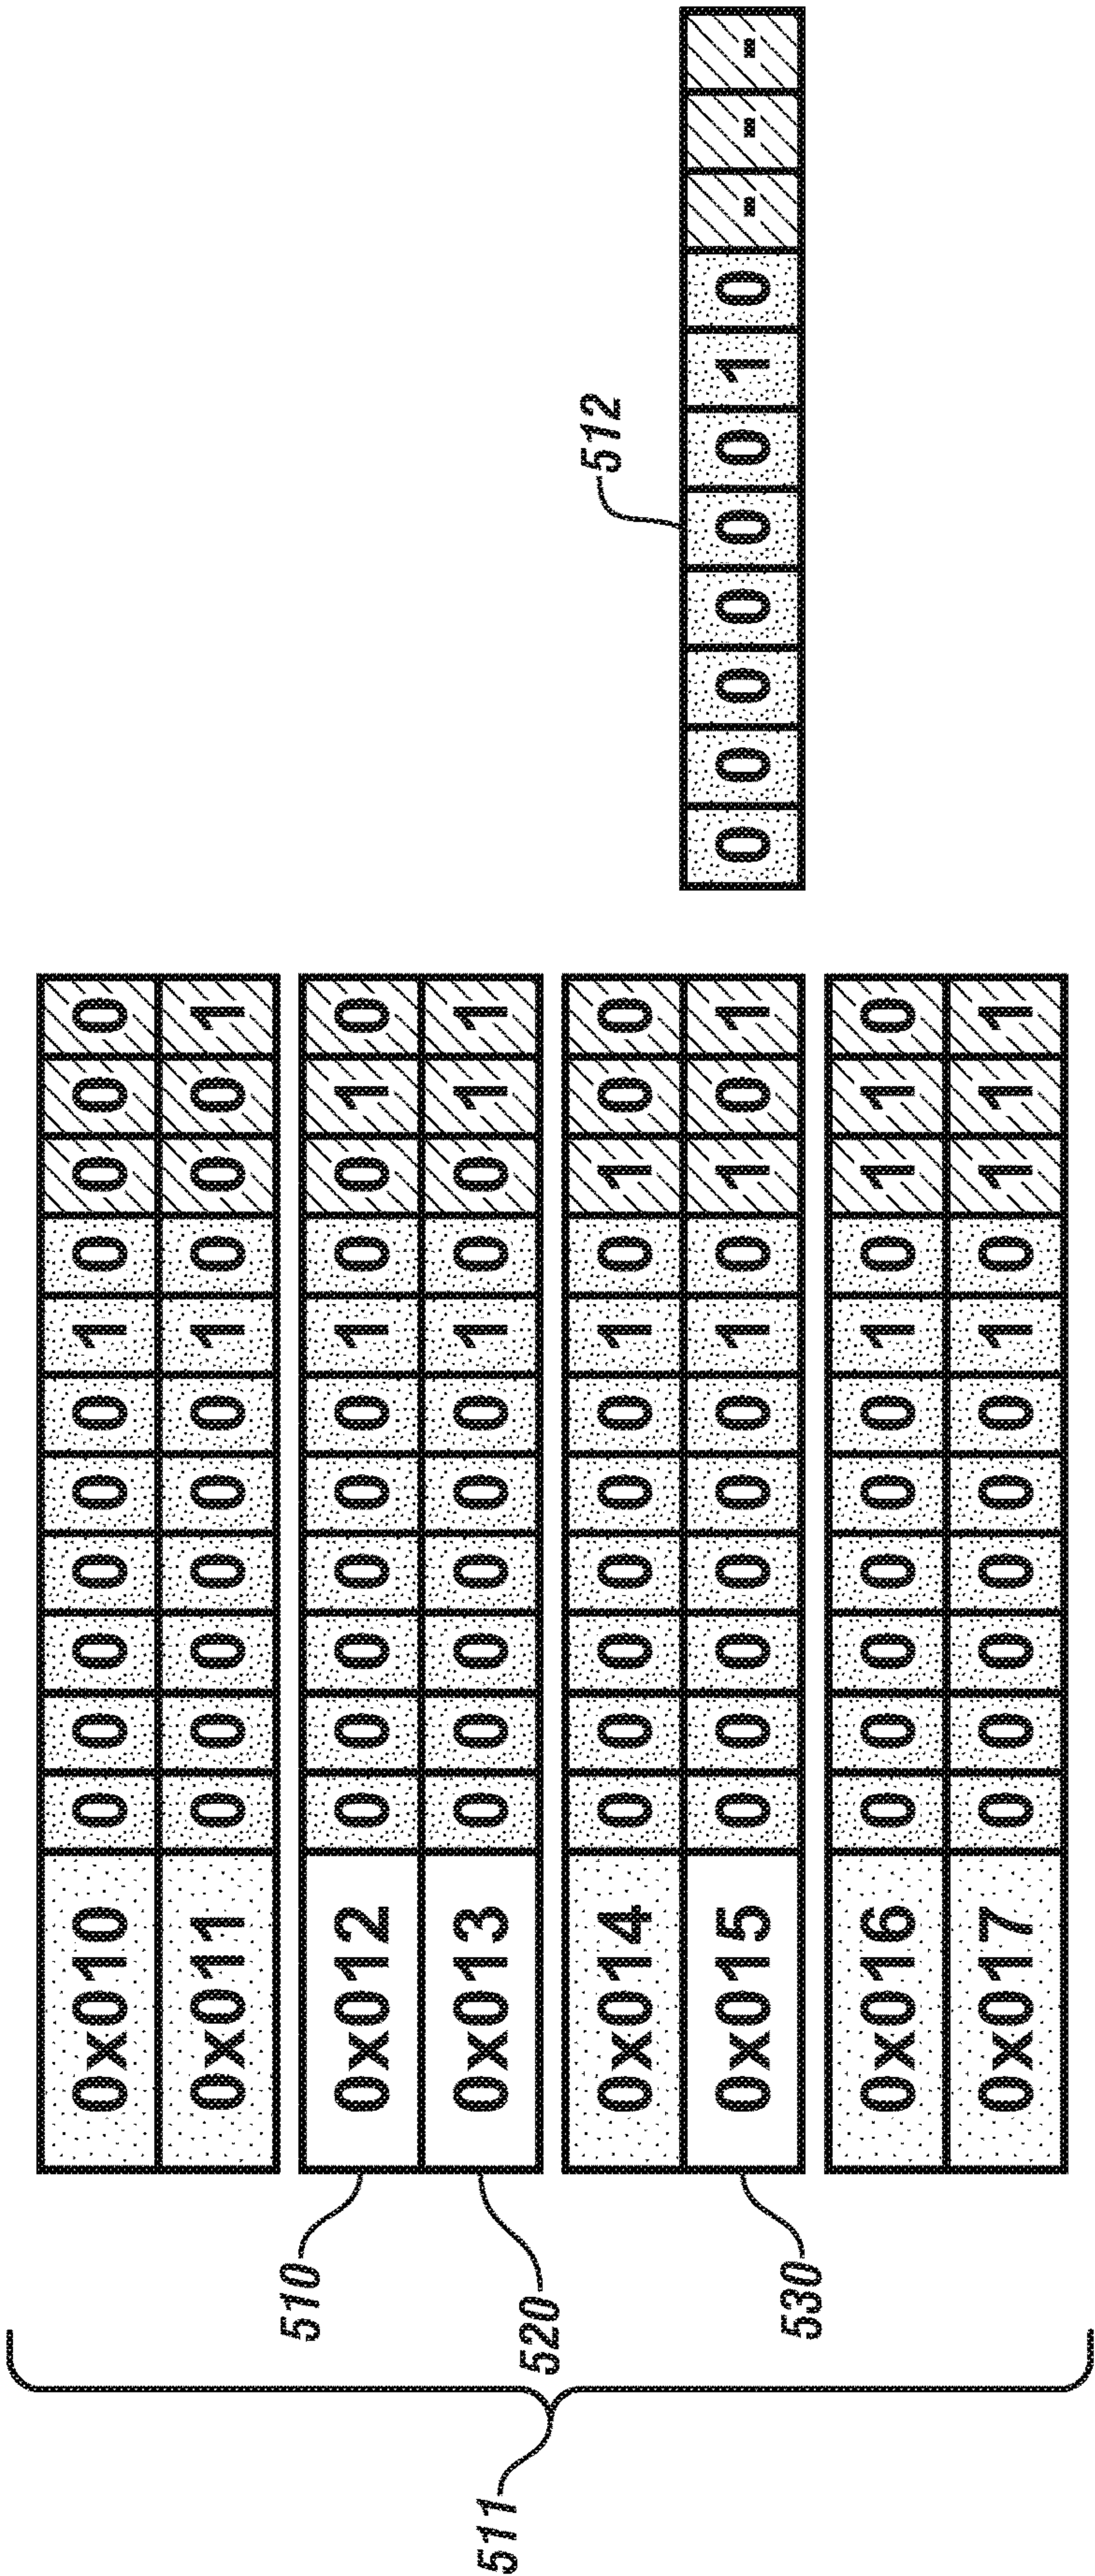 0x010 0 0 0 0 0 0 1 0 0 0 0
0x011 0 0 0 0 0 0 1 0 0 0 1
510
0x012 0 0 0 0 0 0 1 0 0 1 0
0x013 0 0 0 0 0 0 1 0 0 1 1
511
520
512
0x014 0 0 0 0 0 0 1 0 1 0 0
0x015 0 0 0 0 0 0 1 0 1 0 1
0 0 0 0 0 0 1 0 - - -
530
0x016 0 0 0 0 0 0 1 0 1 1 0
0x017 0 0 0 0 0 0 1 0 1 1 1